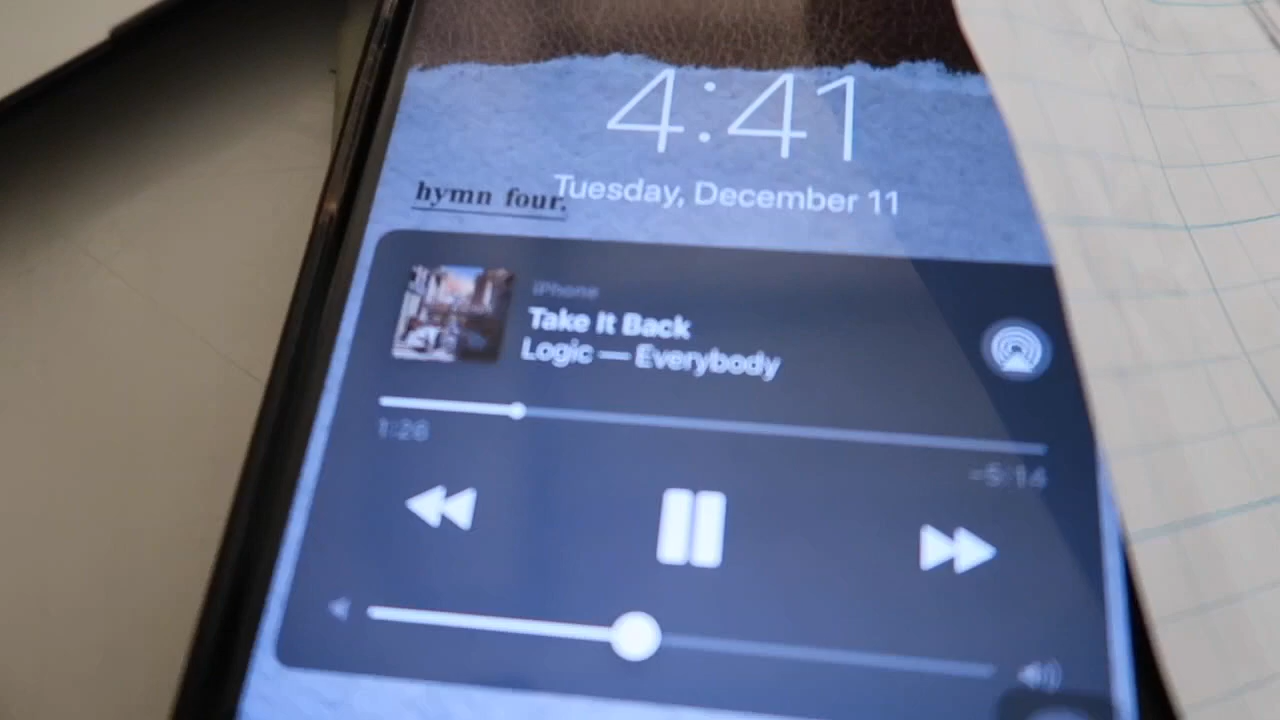 4:41
Tuesday, December 11
hymn four.
iPhone
Take It Back
Logic — Everybody
1:26
-5:14